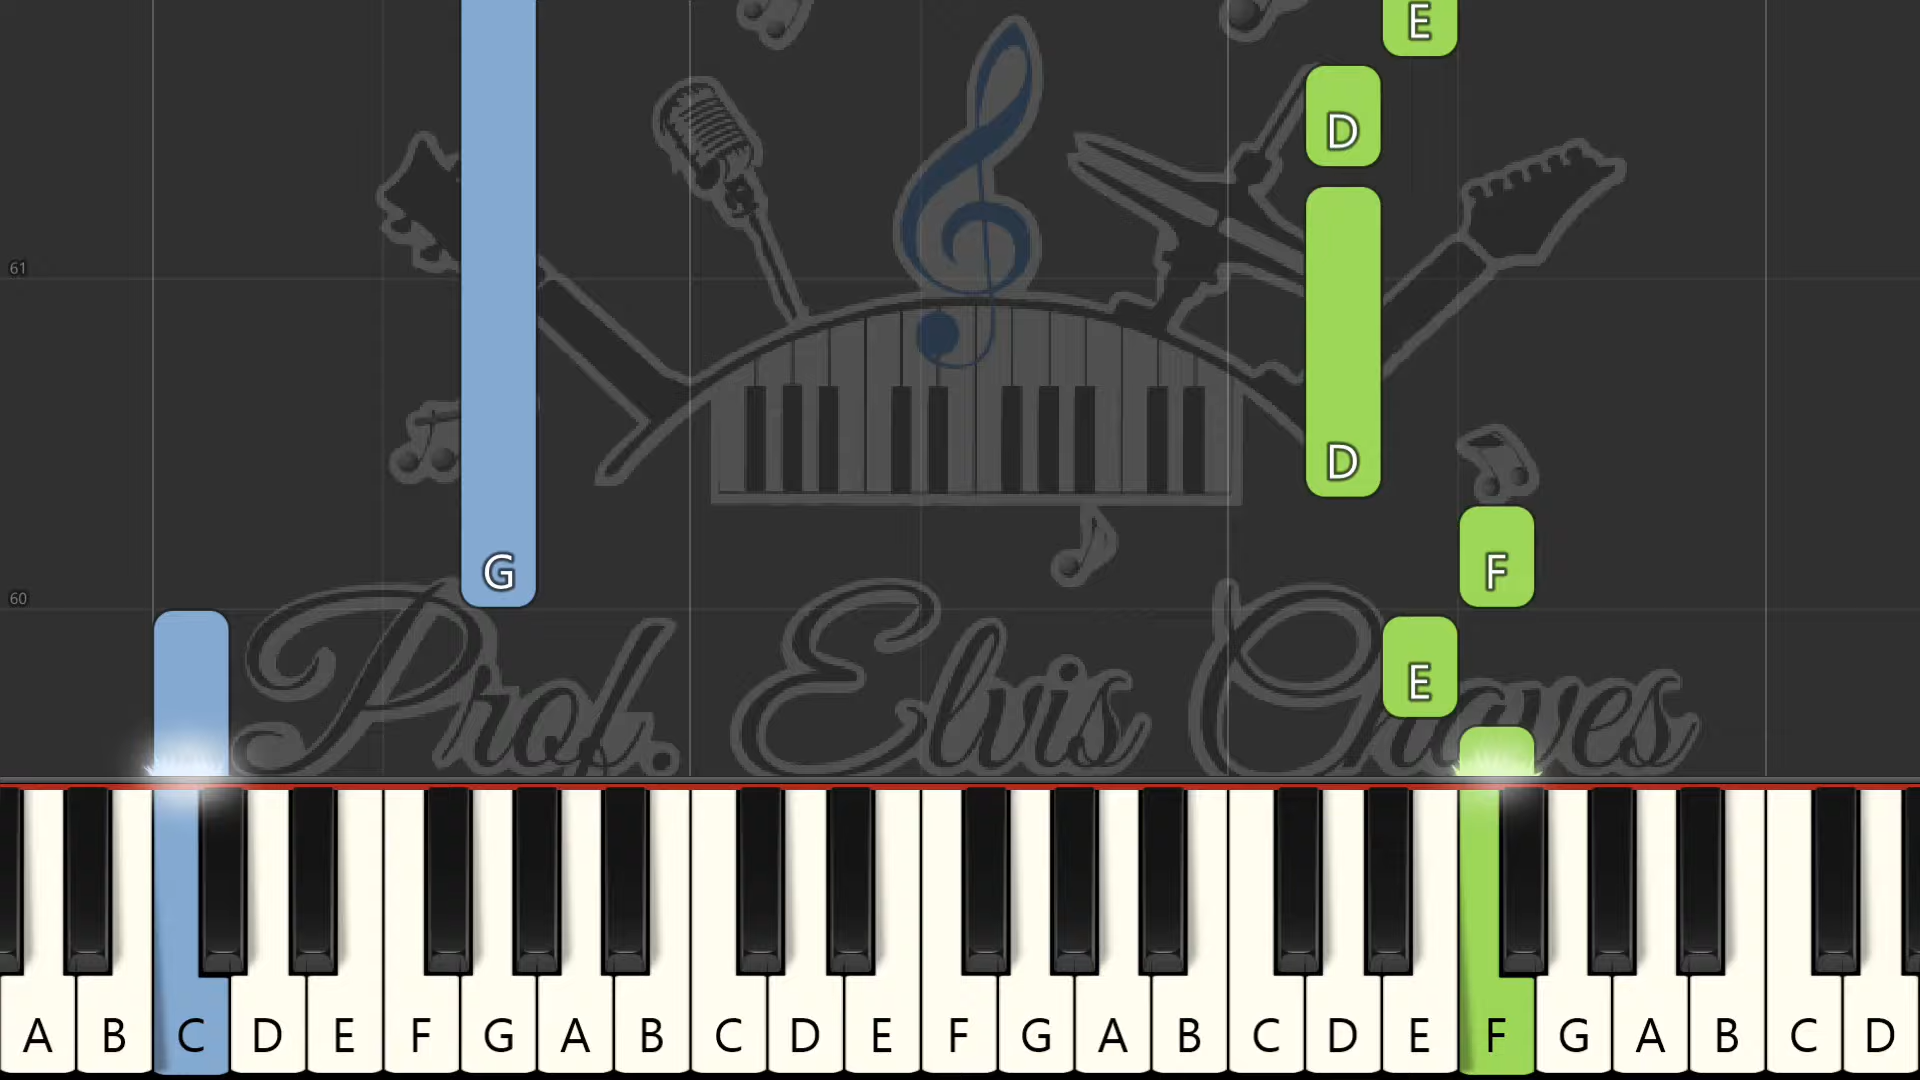 E
D
61
D
G
F
60
E
Prof. Elvis Chaves
A B C D E F G A B C D E F G A B C D E F G A B C D